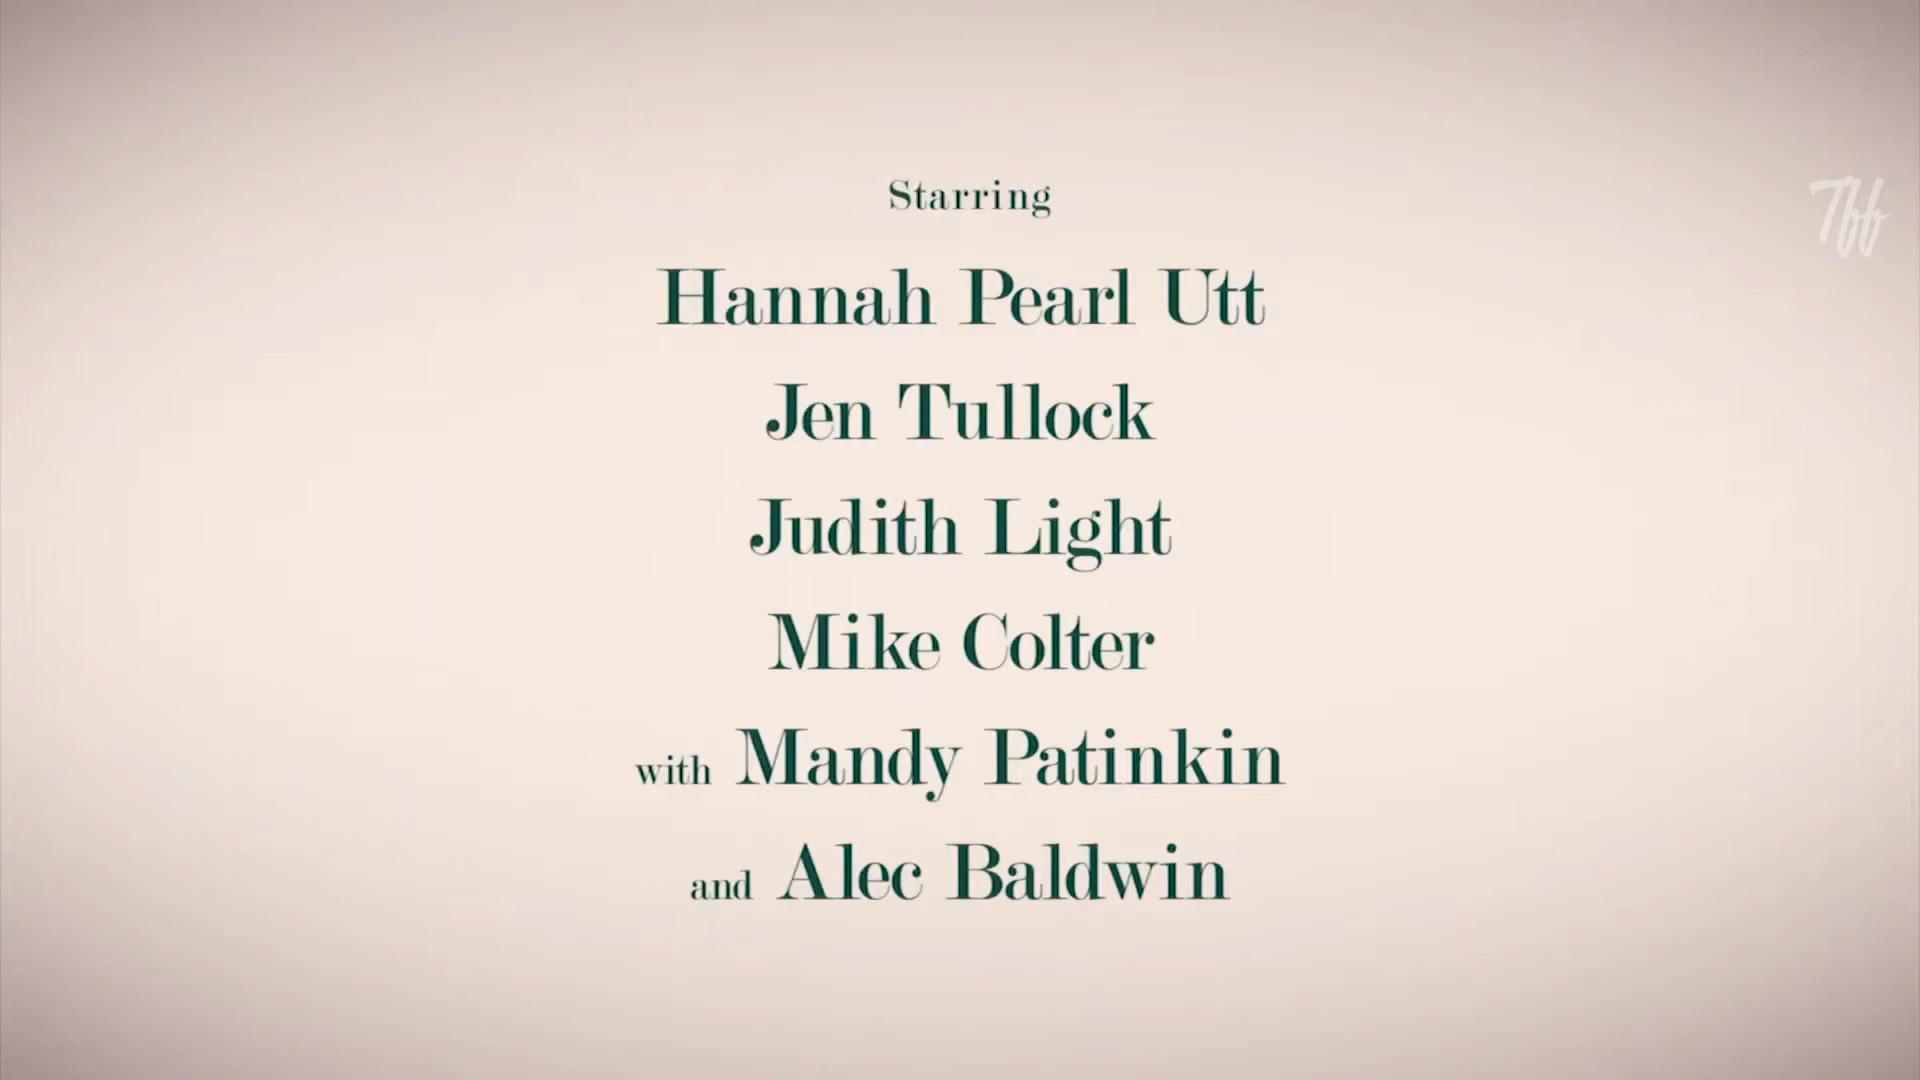 Starring
Hannah Pearl Utt
Jen Tullock
Judith Light
Mike Colter
with Mandy Patinkin
and Alec Baldwin